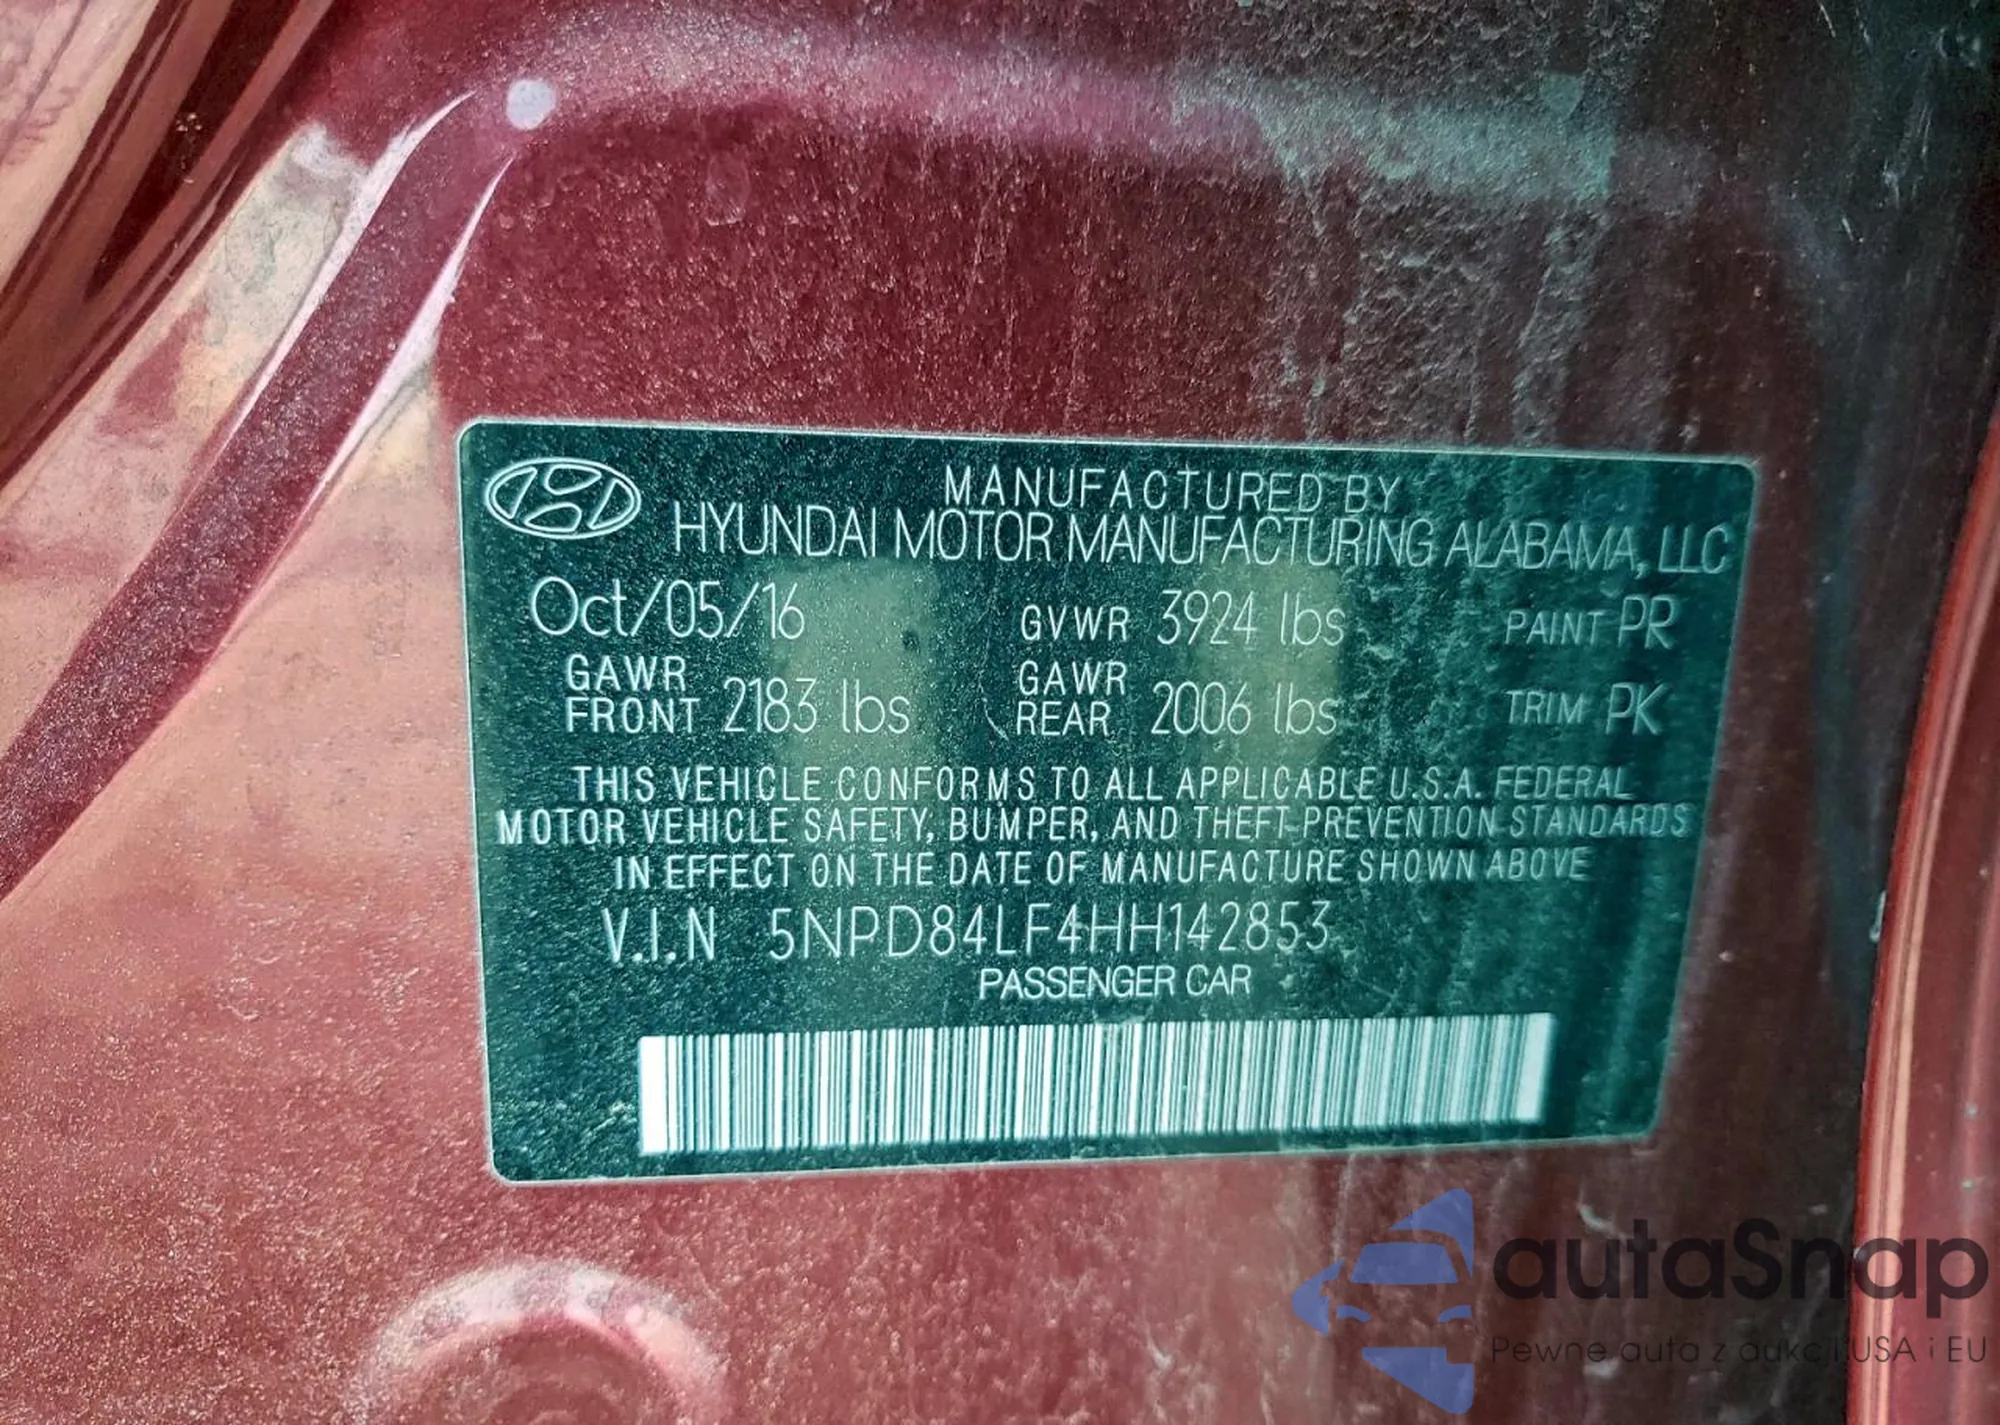 MANUFACTURED BY
HYUNDAI MOTOR MANUFACTURING ALABAMA, LLC
Oct/05/16 GVWR 3924 lbs PAINT PR
GAWR FRONT 2183 lbs GAWR REAR 2006 lbs TRIM PK
THIS VEHICLE CONFORMS TO ALL APPLICABLE U.S.A. FEDERAL
MOTOR VEHICLE SAFETY, BUMPER, AND THEFT PREVENTION STANDARDS
IN EFFECT ON THE DATE OF MANUFACTURE SHOWN ABOVE
V.I.N 5NPD84LF4HH142853
PASSENGER CAR
autaSnap
Pewne auta z aukcji USA i EU